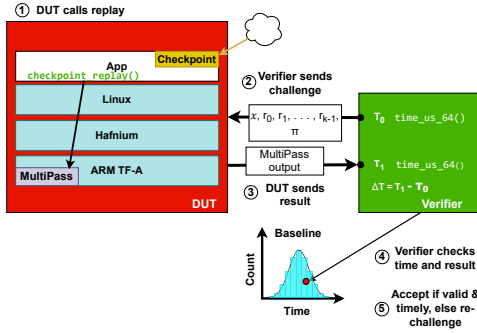 ① DUT calls replay
App
Checkpoint
checkpoint_replay()
Linux
Hafnium
MultiPass
ARM TF-A
DUT
② Verifier sends
challenge
x, r0, r1, . . . , rk-1,
π
MultiPass
output
③ DUT sends
result
T0 time_us_64()
T1 time_us_64()
ΔT = T1 - T0
Verifier
Baseline
Count
Time
④ Verifier checks
time and result
⑤ Accept if valid &
timely, else re-
challenge